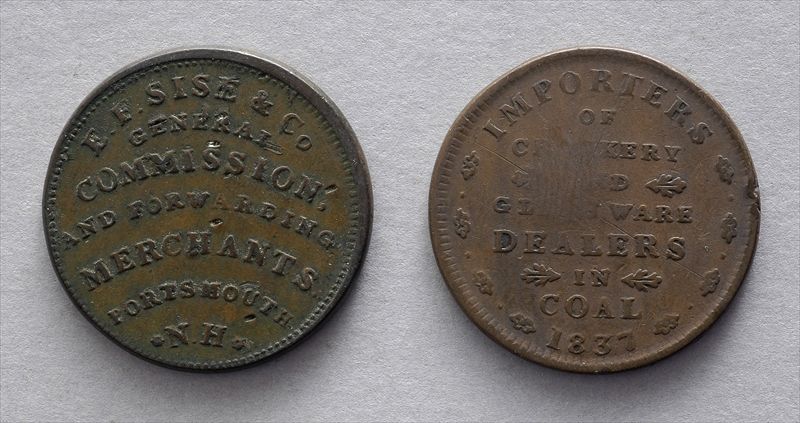 E. F. SISE & Co
GENERAL
COMMISSION,
AND FORWARDING
MERCHANTS
PORTSMOUTH
N.H
IMPORTERS
OF
CROCKERY
AND
GLASS WARE
DEALERS
IN
COAL
1837